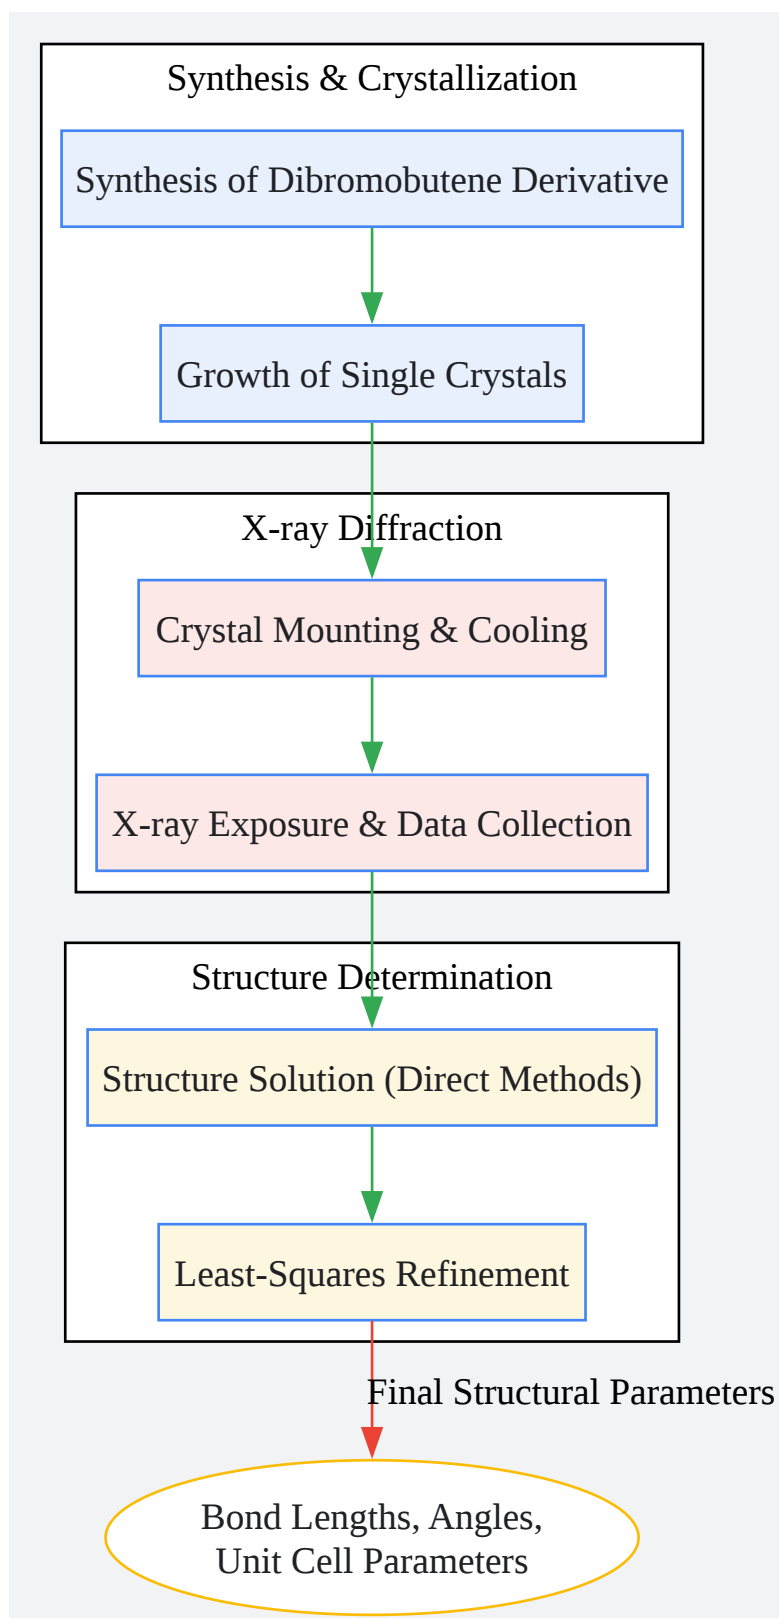 Synthesis & Crystallization
Synthesis of Dibromobutene Derivative
Growth of Single Crystals
X-ray Diffraction
Crystal Mounting & Cooling
X-ray Exposure & Data Collection
Structure Determination
Structure Solution (Direct Methods)
Least-Squares Refinement
Final Structural Parameters
Bond Lengths, Angles,
Unit Cell Parameters